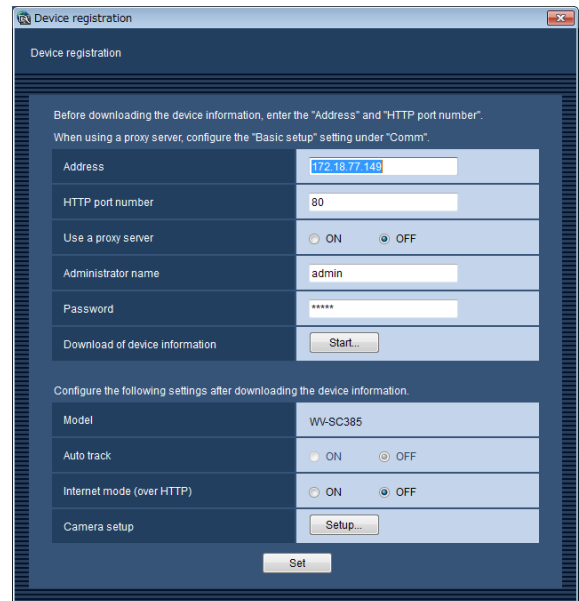 Device registration
Device registration
Before downloading the device information, enter the "Address" and "HTTP port number".
When using a proxy server, configure the "Basic setup" setting under "Comm".
Address 172.18.77.149
HTTP port number 80
Use a proxy server ON OFF
Administrator name admin
Password *****
Download of device information Start...
Configure the following settings after downloading the device information.
Model WV-SC385
Auto track ON OFF
Internet mode (over HTTP) ON OFF
Camera setup Setup...
Set